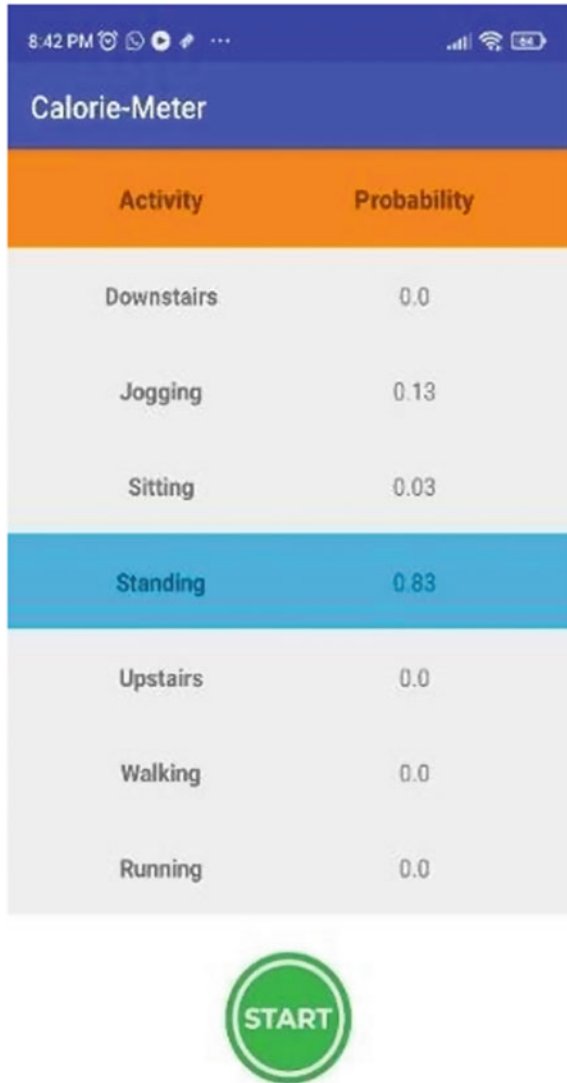 8:42 PM ...
64
Calorie-Meter
Activity Probability
Downstairs 0.0
Jogging 0.13
Sitting 0.03
Standing 0.83
Upstairs 0.0
Walking 0.0
Running 0.0
START